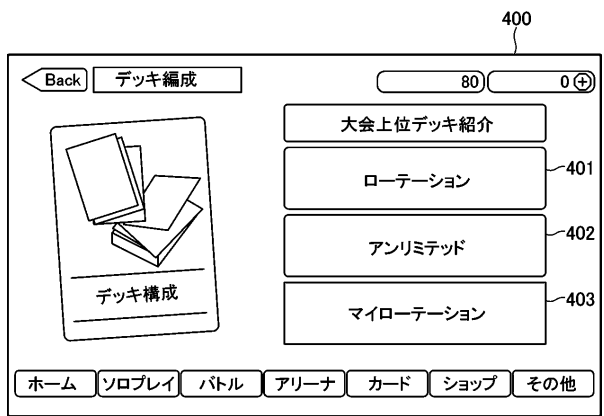 400
Back デッキ編成 80 0 +
大会上位デッキ紹介
ローテーション 401
アンリミテッド 402
デッキ構成
マイローテーション 403
ホーム ソロプレイ バトル アリーナ カード ショップ その他